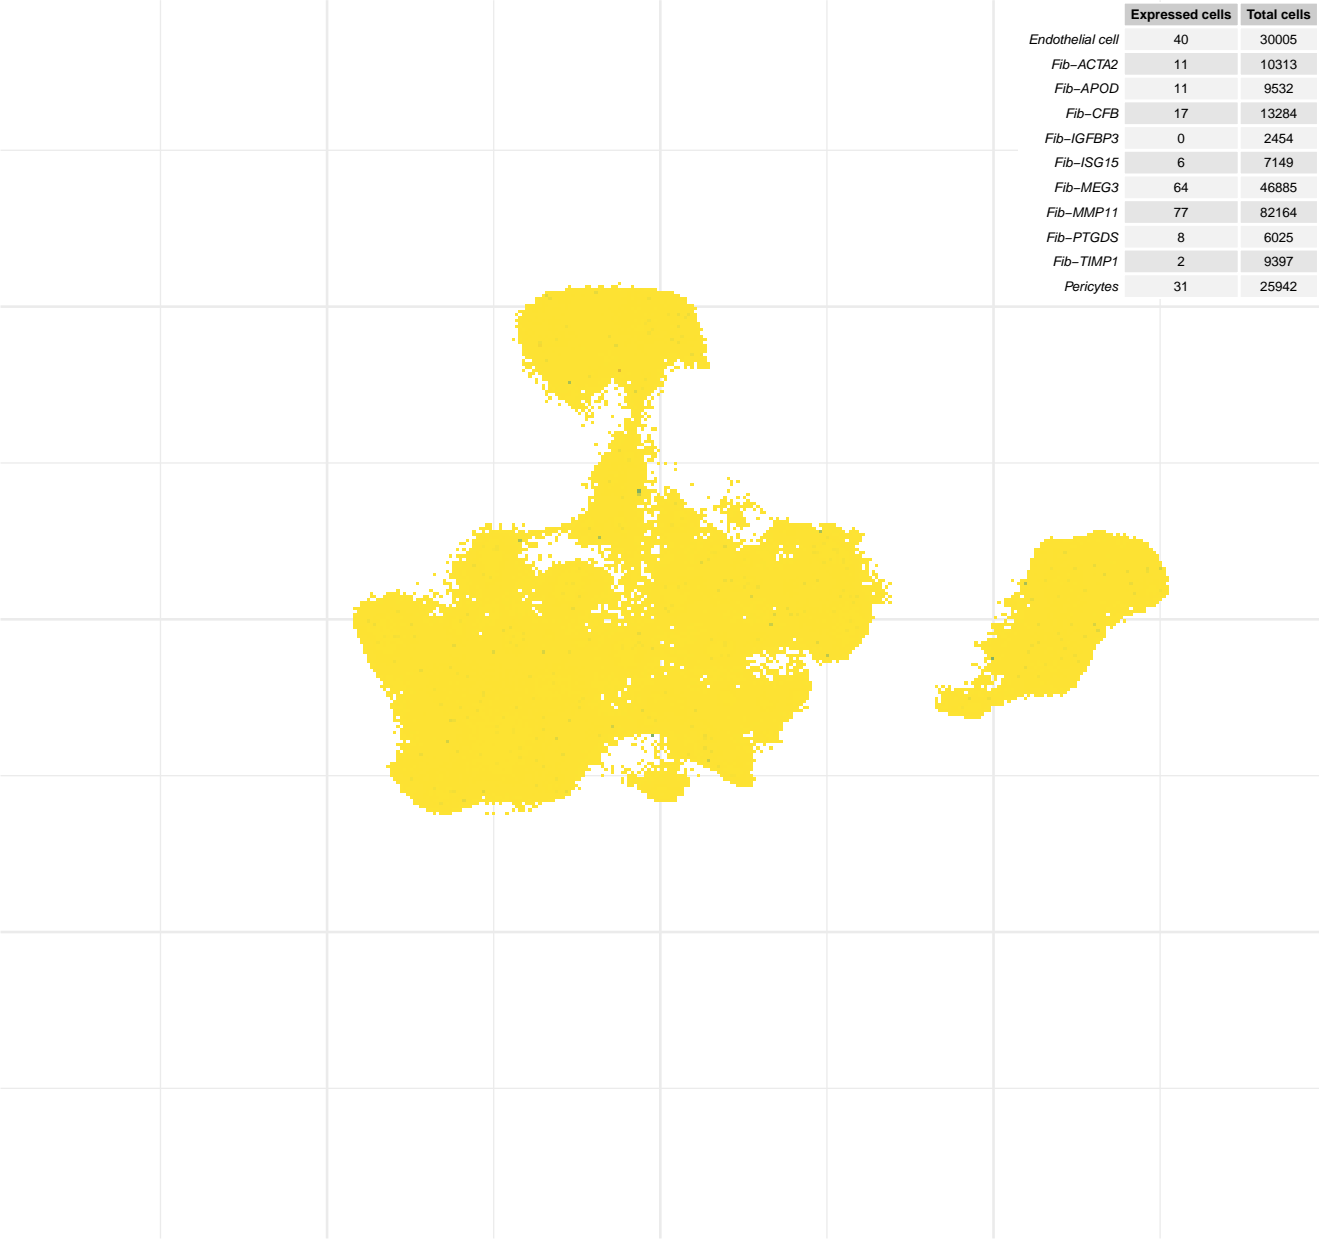 Expressed cells Total cells
Endothelial cell 40 30005
Fib−ACTA2 11 10313
Fib−APOD 11 9532
Fib−CFB 17 13284
Fib−IGFBP3 0 2454
Fib−ISG15 6 7149
Fib−MEG3 64 46885
Fib−MMP11 77 82164
Fib−PTGDS 8 6025
Fib−TIMP1 2 9397
Pericytes 31 25942